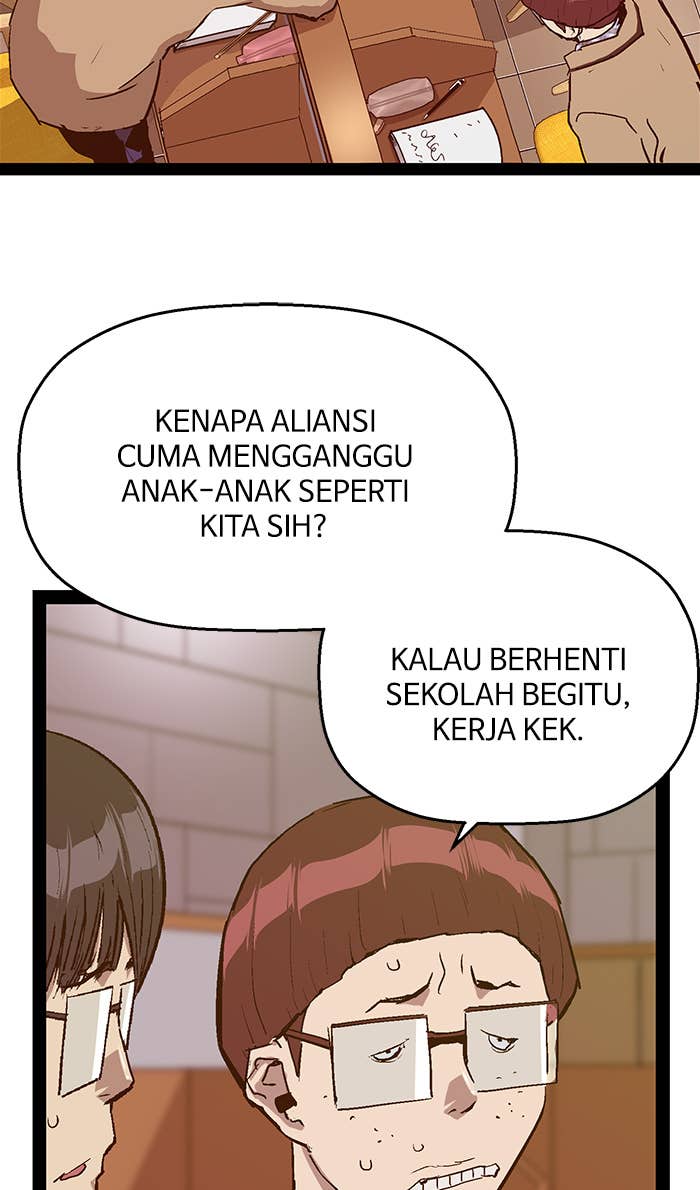 KENAPA ALIANSI
CUMA MENGGANGGU
ANAK-ANAK SEPERTI
KITA SIH?
KALAU BERHENTI
SEKOLAH BEGITU,
KERJA KEK.